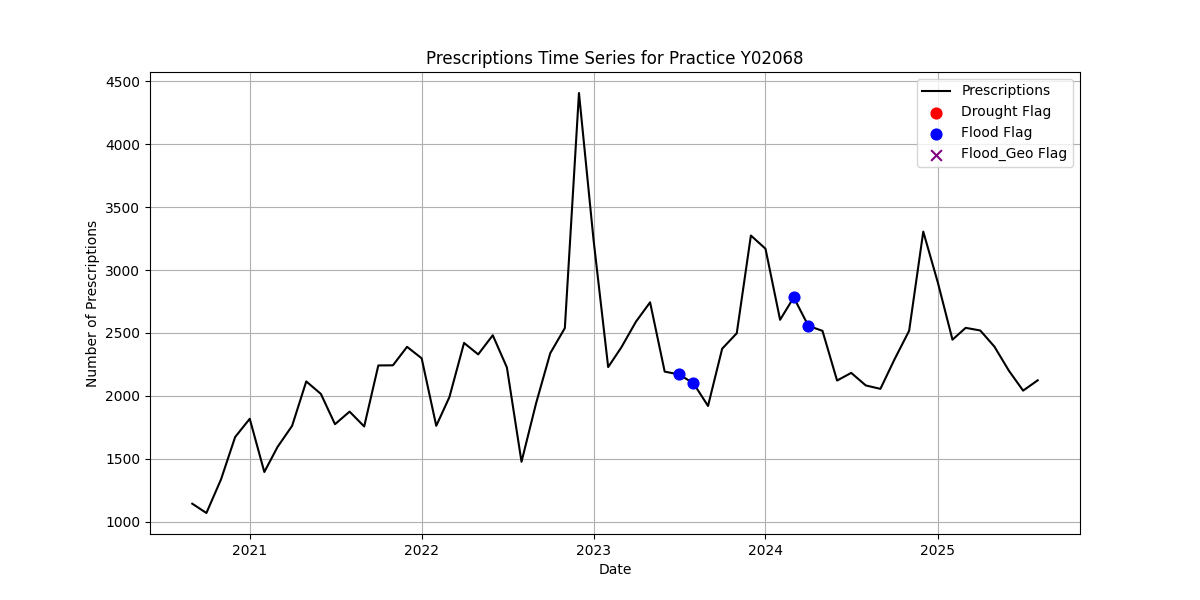 Prescriptions Time Series for Practice Y02068
Number of Prescriptions
4500
4000
3500
3000
2500
2000
1500
1000
Prescriptions
Drought Flag
Flood Flag
Flood_Geo Flag
2021 2022 2023 2024 2025
Date